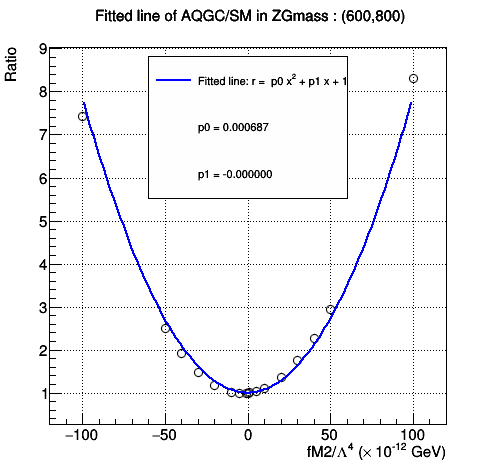 Fitted line of AQGC/SM in ZGmass : (600,800)
Ratio
9
8
7
6
5
4
3
2
1
Fitted line: r = p0 x² + p1 x + 1
p0 = 0.000687
p1 = -0.000000
−100 −50 0 50 100
fM2/Λ⁴ (× 10⁻¹² GeV)